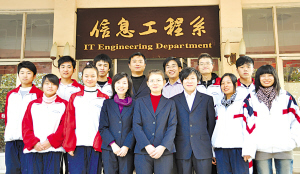 信息工程系
IT Engineering Department